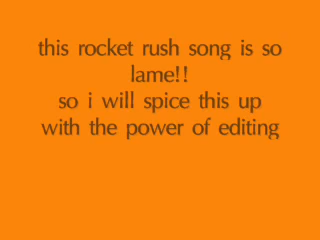 this rocket rush song is so
lame!!
so i will spice this up
with the power of editing